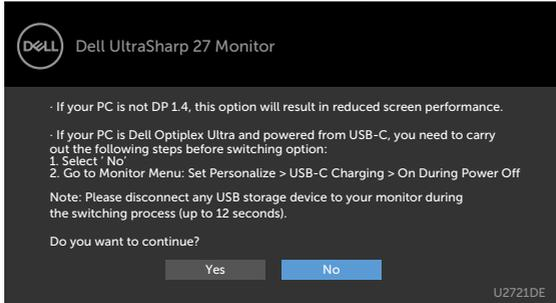 DELL
Dell UltraSharp 27 Monitor
· If your PC is not DP 1.4, this option will result in reduced screen performance.
· If your PC is Dell Optiplex Ultra and powered from USB-C, you need to carry
out the following steps before switching option:
1. Select ‘ No’
2. Go to Monitor Menu: Set Personalize > USB-C Charging > On During Power Off
Note: Please disconnect any USB storage device to your monitor during
the switching process (up to 12 seconds).
Do you want to continue?
Yes No
U2721DE